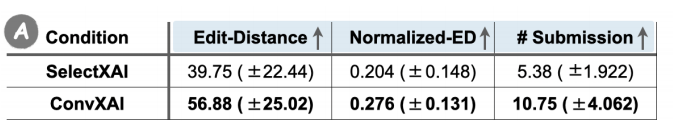 A Condition Edit-Distance ↑ Normalized-ED ↑ # Submission ↑
SelectXAI 39.75 (±22.44) 0.204 (±0.148) 5.38 (±1.922)
ConvXAI 56.88 (±25.02) 0.276 (±0.131) 10.75 (±4.062)